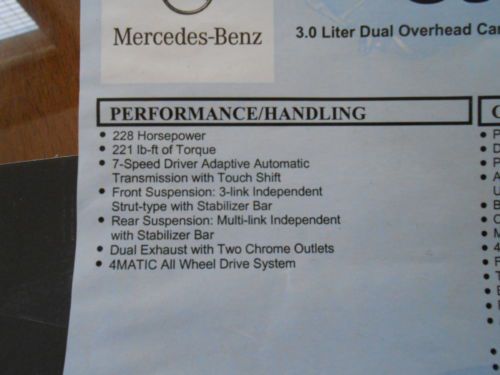 Mercedes-Benz
3.0 Liter Dual Overhead
PERFORMANCE/HANDLING
• 228 Horsepower
• 221 lb-ft of Torque
• 7-Speed Driver Adaptive Automatic
Transmission with Touch Shift
• Front Suspension: 3-link Independent
Strut-type with Stabilizer Bar
• Rear Suspension: Multi-link Independent
with Stabilizer Bar
• Dual Exhaust with Two Chrome Outlets
• 4MATIC All Wheel Drive System